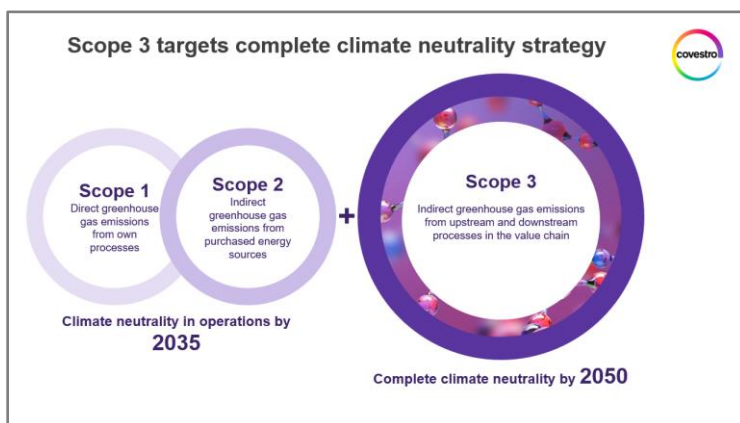 Scope 3 targets complete climate neutrality strategy
covestro
Scope 1
Direct greenhouse
gas emissions
from own
processes
Scope 2
Indirect
greenhouse gas
emissions from
purchased energy
sources
+
Scope 3
Indirect greenhouse gas emissions
from upstream and downstream
processes in the value chain
Climate neutrality in operations by
2035
Complete climate neutrality by 2050